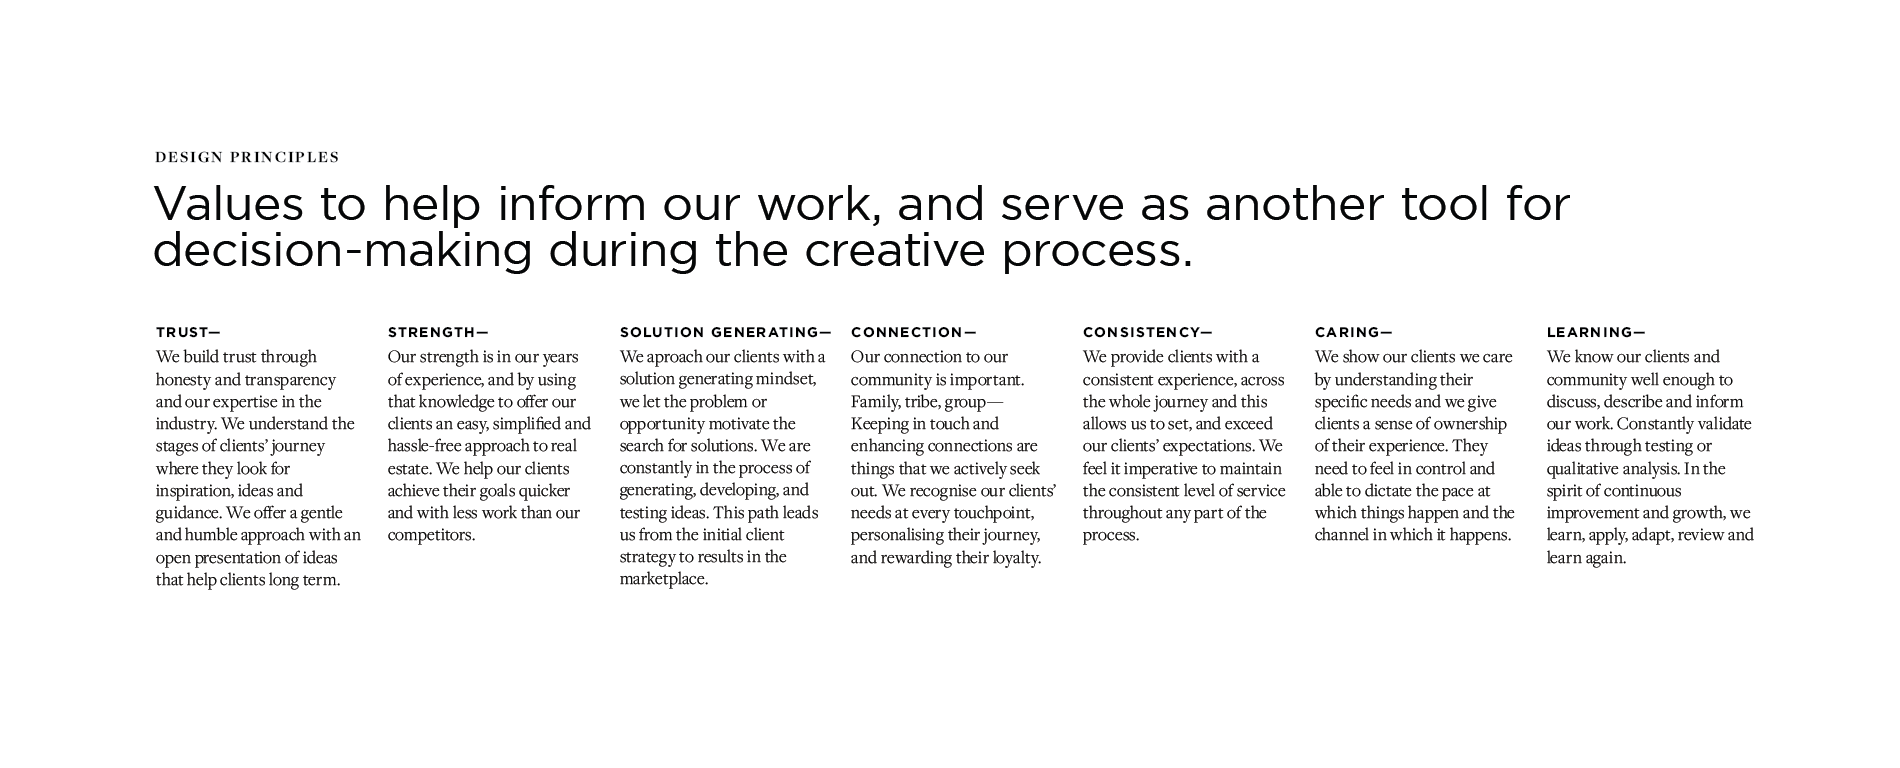 DESIGN PRINCIPLES
Values to help inform our work, and serve as another tool for
decision-making during the creative process.
TRUST—
We build trust through
honesty and transparency
and our expertise in the
industry. We understand the
stages of clients’ journey
where they look for
inspiration, ideas and
guidance. We offer a gentle
and humble approach with an
open presentation of ideas
that help clients long term.
STRENGTH—
Our strength is in our years
of experience, and by using
that knowledge to offer our
clients an easy, simplified and
hassle-free approach to real
estate. We help our clients
achieve their goals quicker
and with less work than our
competitors.
SOLUTION GENERATING—
We aproach our clients with a
solution generating mindset,
we let the problem or
opportunity motivate the
search for solutions. We are
constantly in the process of
generating, developing, and
testing ideas. This path leads
us from the initial client
strategy to results in the
marketplace.
CONNECTION—
Our connection to our
community is important.
Family, tribe, group—
Keeping in touch and
enhancing connections are
things that we actively seek
out. We recognise our clients’
needs at every touchpoint,
personalising their journey,
and rewarding their loyalty.
CONSISTENCY—
We provide clients with a
consistent experience, across
the whole journey and this
allows us to set, and exceed
our clients’ expectations. We
feel it imperative to maintain
the consistent level of service
throughout any part of the
process.
CARING—
We show our clients we care
by understanding their
specific needs and we give
clients a sense of ownership
of their experience. They
need to feel in control and
able to dictate the pace at
which things happen and the
channel in which it happens.
LEARNING—
We know our clients and
community well enough to
discuss, describe and inform
our work. Constantly validate
ideas through testing or
qualitative analysis. In the
spirit of continuous
improvement and growth, we
learn, apply, adapt, review and
learn again.